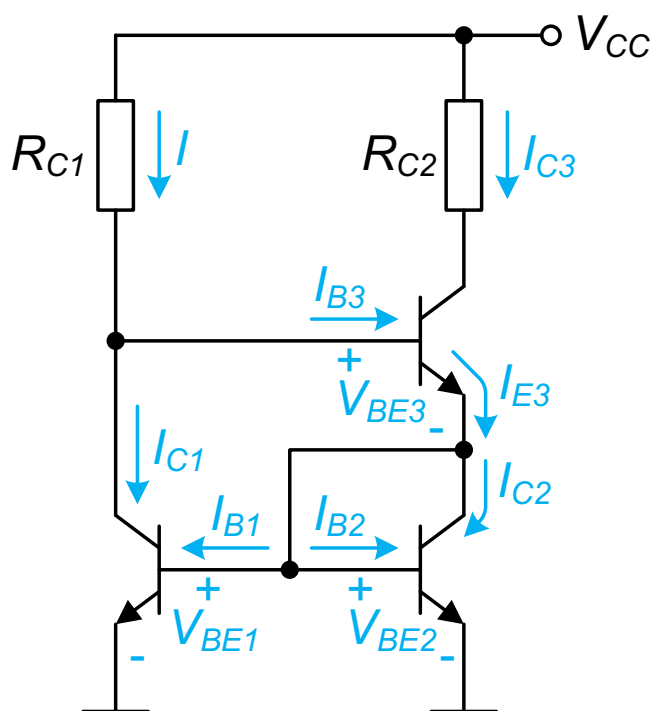 V_CC
R_C1
I
R_C2
I_C3
I_B3
+
V_BE3
-
I_E3
I_C1
I_C2
I_B1
I_B2
+
+
V_BE1
V_BE2
-
-